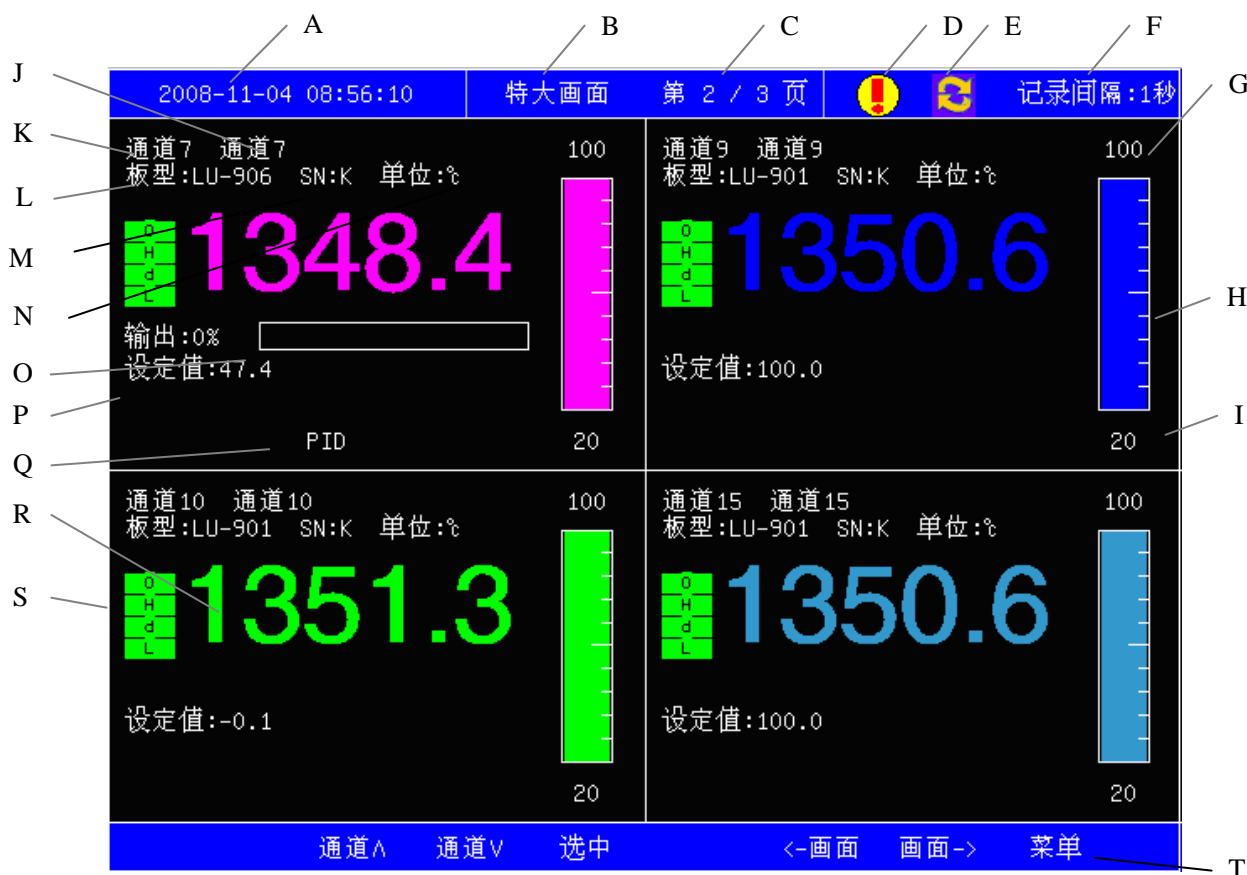 A B C D E F
2008-11-04 08:56:10 特大画面 第 2 / 3 页 记录间隔:1秒
J
G
K
通道7 通道7 100
板型:LU-906 SN:K 单位:℃
L
O
H
d
L
1348.4
M
N
输出:0%
O
设定值:47.4
P
PID 20
Q
通道9 通道9 100
板型:LU-901 SN:K 单位:℃
O
H
d
L
1350.6
H
设定值:100.0
I
20
通道10 通道10 100
板型:LU-901 SN:K 单位:℃
R
O
H
d
L
1351.3
S
设定值:-0.1
20
通道15 通道15 100
板型:LU-901 SN:K 单位:℃
O
H
d
L
1350.6
设定值:100.0
20
通道∧ 通道∨ 选中 <-画面 画面-> 菜单
T